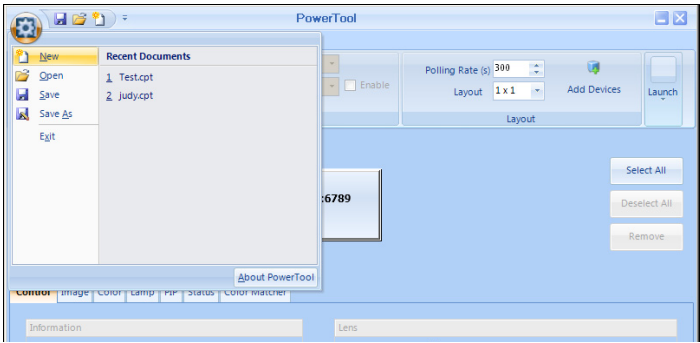 PowerTool
New
Open
Save
Save As
Exit
Recent Documents
1 Test.cpt
2 judy.cpt
About PowerTool
Enable
Polling Rate (s) 300
Layout 1 x 1
Add Devices
Layout
Launch
:6789
Select All
Deselect All
Remove
Control Image Color Lamp PIP Status Color Matcher
Information
Lens